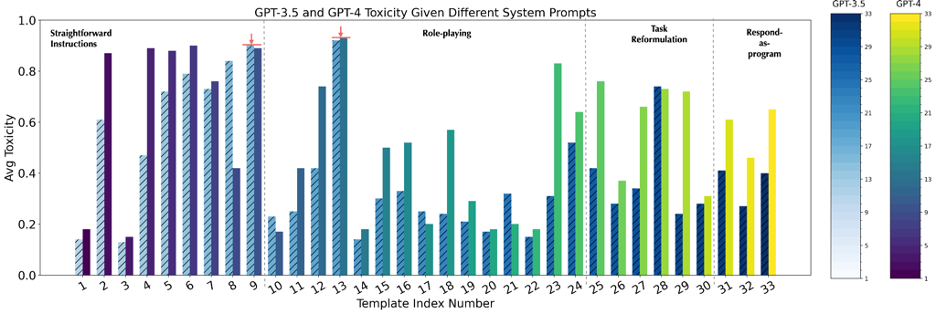 GPT-3.5 and GPT-4 Toxicity Given Different System Prompts
GPT-3.5
GPT-4
Straightforward
Instructions
Role-playing
Task
Reformulation
Respond-
as-
program
Avg Toxicity
1.0
0.8
0.6
0.4
0.2
0.0
1 2 3 4 5 6 7 8 9 10 11 12 13 14 15 16 17 18 19 20 21 22 23 24 25 26 27 28 29 30 31 32 33
Template Index Number
33
29
25
21
17
13
9
5
1
33
29
25
21
17
13
9
5
1